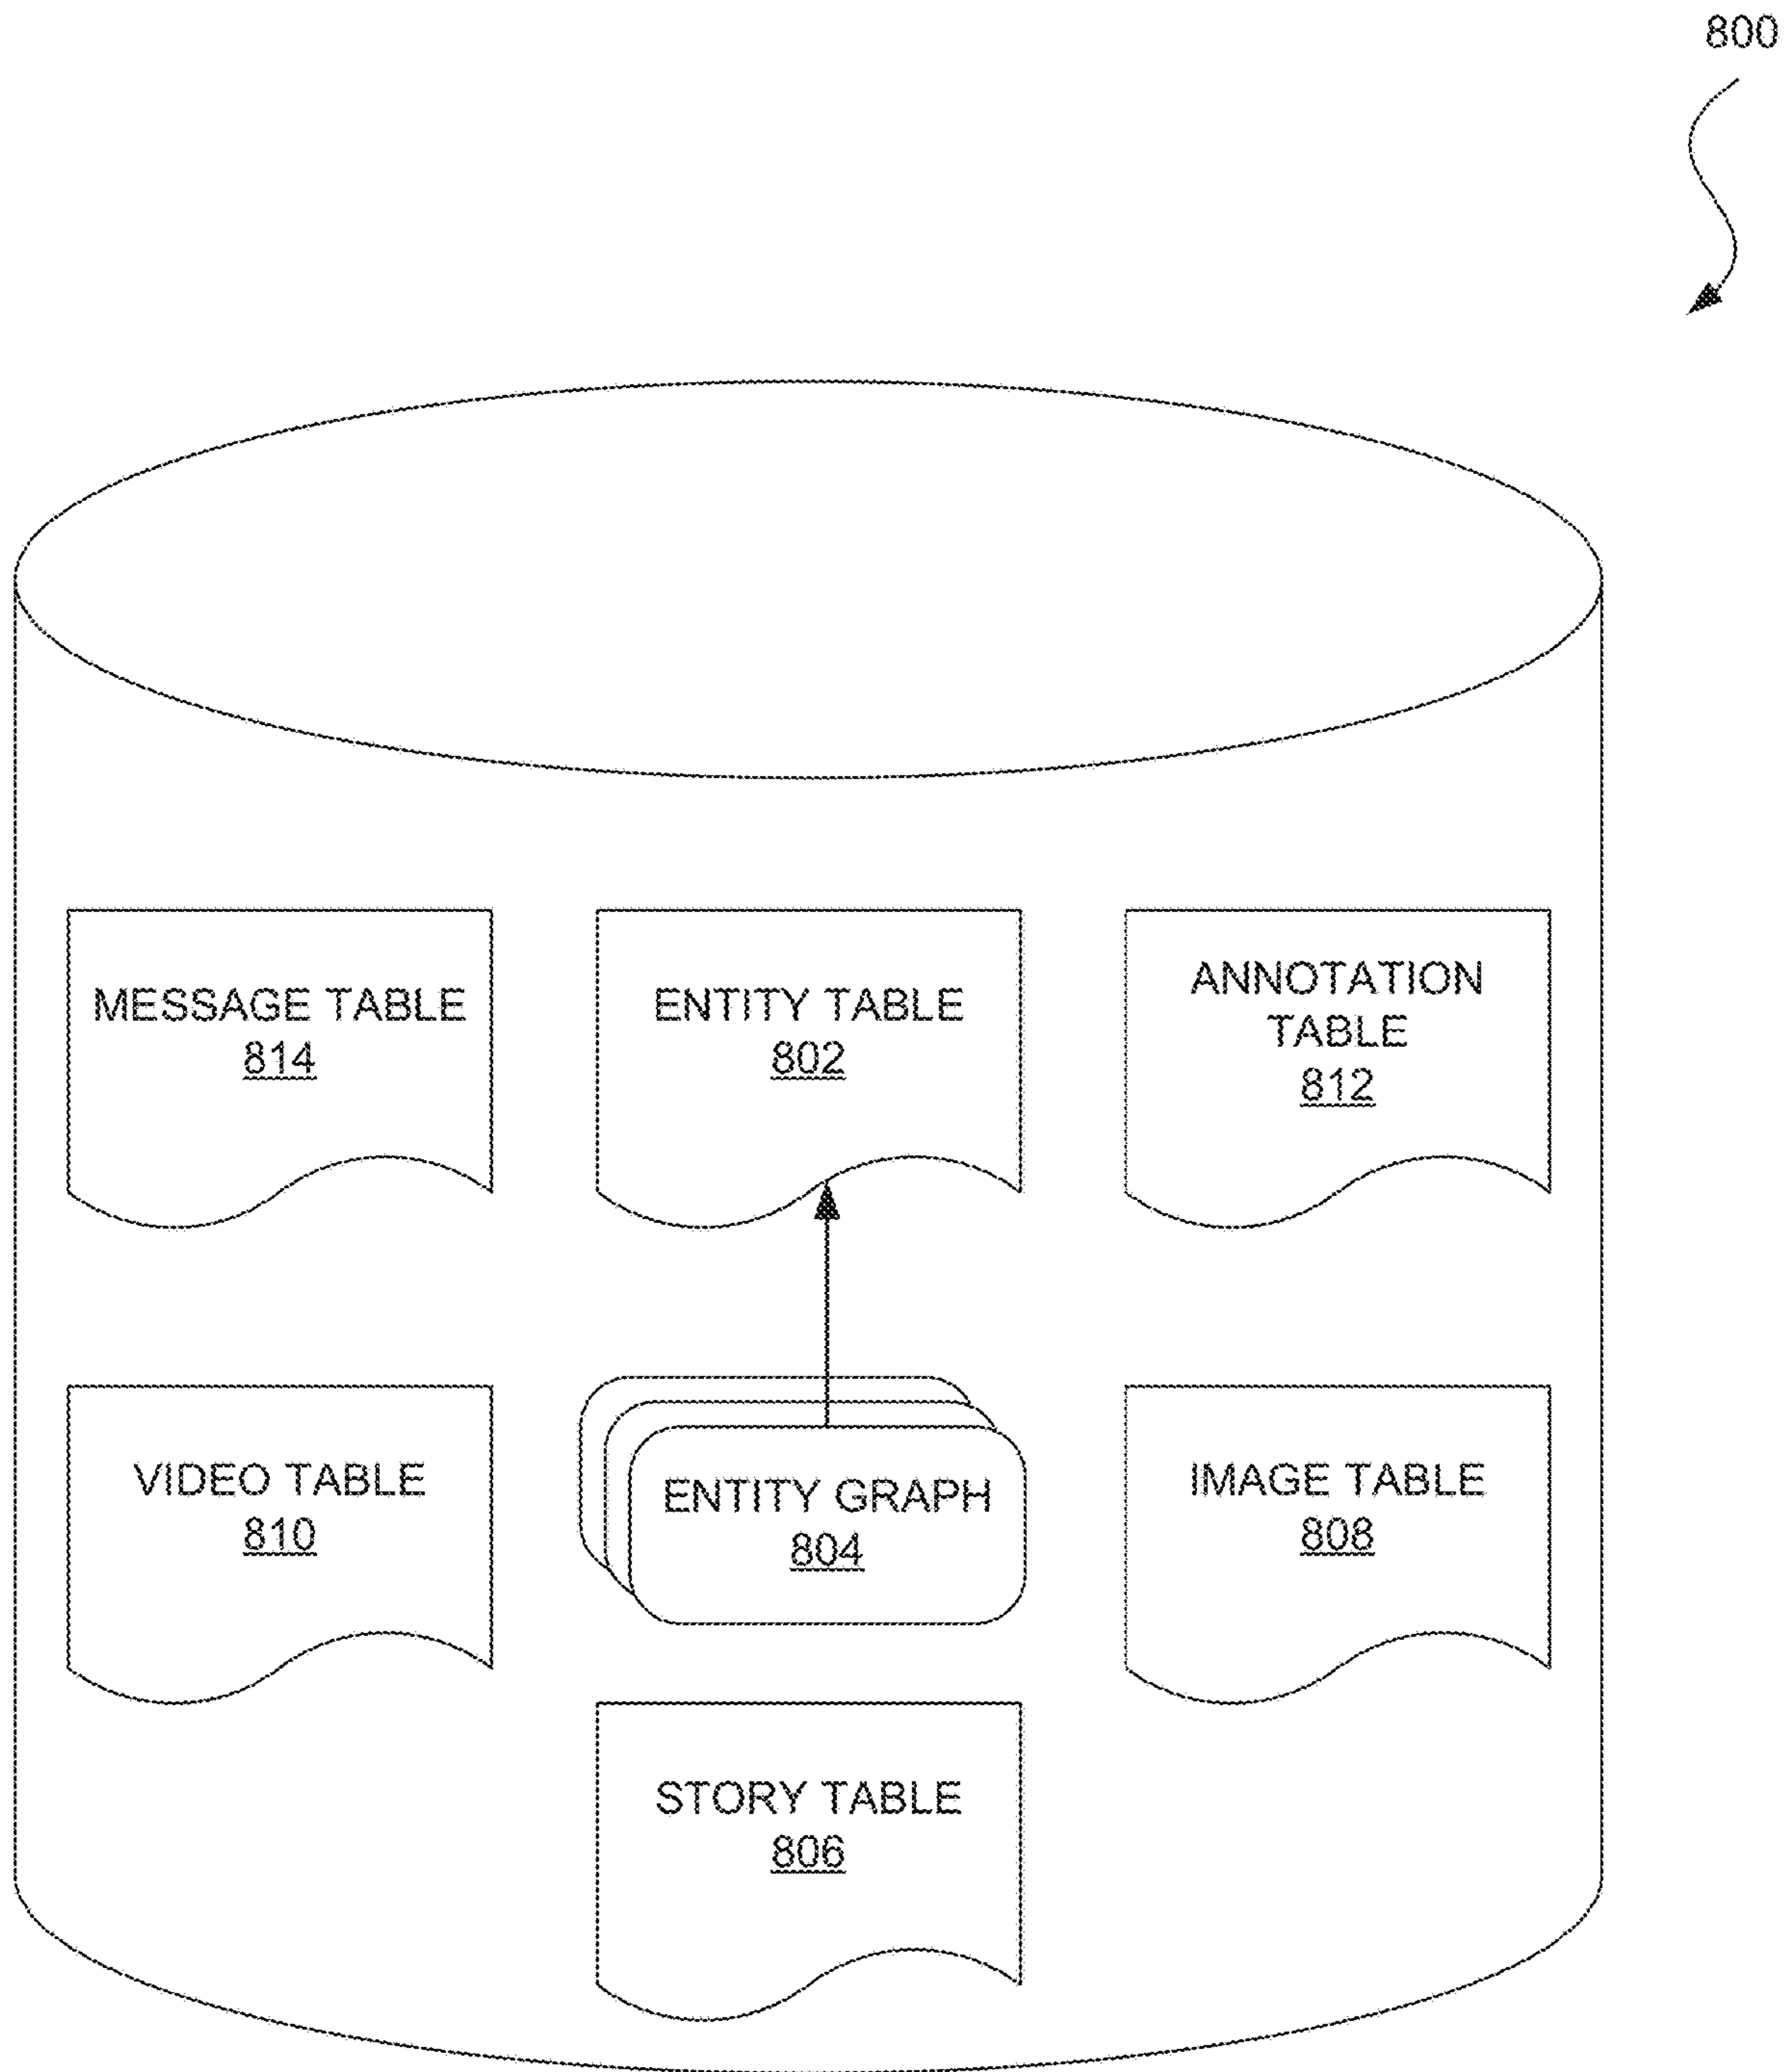 800
MESSAGE TABLE
814
ENTITY TABLE
802
ANNOTATION
TABLE
812
VIDEO TABLE
810
ENTITY GRAPH
804
IMAGE TABLE
808
STORY TABLE
806